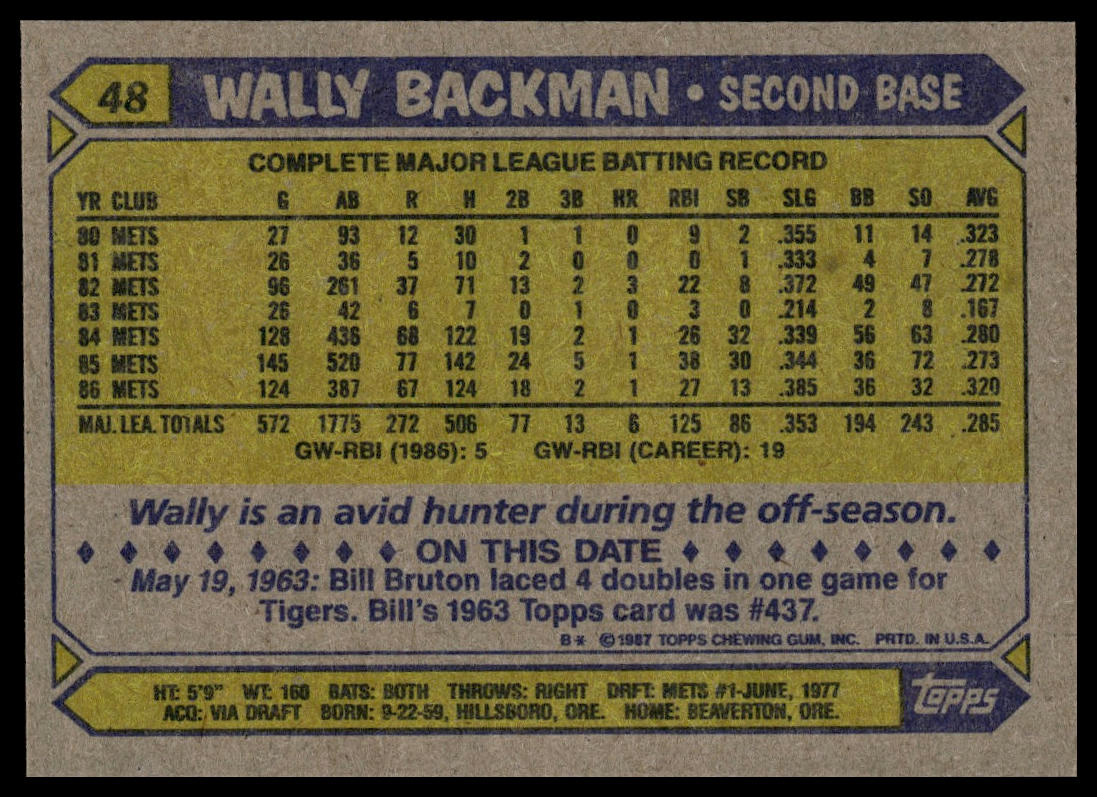 48 WALLY BACKMAN • SECOND BASE
COMPLETE MAJOR LEAGUE BATTING RECORD
YR CLUB G AB R H 2B 3B HR RBI SB SLG BB SO AVG
80 METS 27 93 12 30 1 1 0 9 2 .355 11 14 .323
81 METS 26 36 5 10 2 0 0 0 1 .333 4 7 .278
82 METS 96 261 37 71 13 2 3 22 8 .372 49 47 .272
83 METS 26 42 6 7 0 1 0 3 0 .214 2 8 .167
84 METS 128 436 68 122 19 2 1 26 32 .339 56 63 .280
85 METS 145 520 77 142 24 5 1 38 30 .344 36 72 .273
86 METS 124 387 67 124 18 2 1 27 13 .385 36 32 .320
MAJ. LEA. TOTALS 572 1775 272 506 77 13 6 125 86 .353 194 243 .285
GW-RBI (1986): 5 GW-RBI (CAREER): 19
Wally is an avid hunter during the off-season.
ON THIS DATE
May 19, 1963: Bill Bruton laced 4 doubles in one game for
Tigers. Bill's 1963 Topps card was #437.
B* ©1987 TOPPS CHEWING GUM, INC. PRTD. IN U.S.A.
HT: 5'9" WT: 160 BATS: BOTH THROWS: RIGHT DRFT: METS #1-JUNE, 1977
ACQ: VIA DRAFT BORN: 9-22-59, HILLSBORO, ORE. HOME: BEAVERTON, ORE.
TOPPS